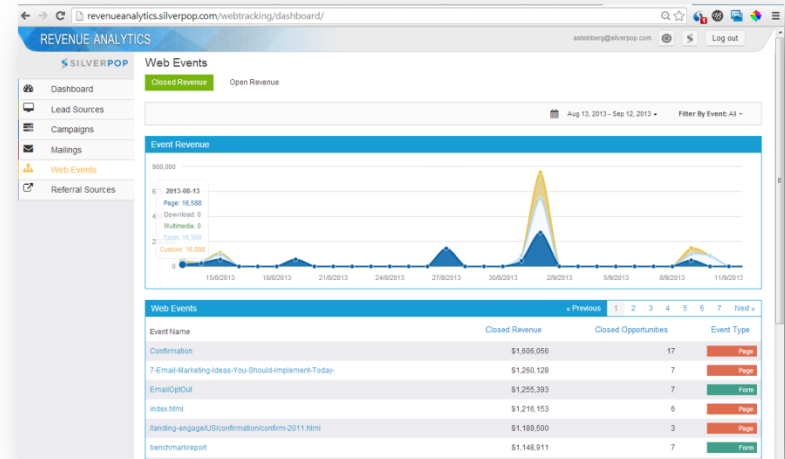 revenueanalytics.silverpop.com/webtracking/dashboard/
REVENUE ANALYTICS
asteinberg@silverpop.com
Log out
SILVERPOP
Dashboard
Lead Sources
Campaigns
Mailings
Web Events
Referral Sources
Web Events
Closed Revenue Open Revenue
Aug 13, 2013 – Sep 12, 2013 Filter By Event: All
Event Revenue
900,000
2013-08-13
Page: 16,588
Download: 0
Multimedia: 0
Custom: 16,000
0
15/8/2013 18/8/2013 21/8/2013 24/8/2013 27/8/2013 30/8/2013 2/9/2013 5/9/2013 8/9/2013 11/9/2013
Web Events
« Previous 1 2 3 4 5 6 7 Next »
Event Name Closed Revenue Closed Opportunities Event Type
Confirmation $1,606,056 17 Page
7-Email-Marketing-Ideas-You-Should-Implement-Today- $1,260,128 7 Page
EmailOptOut $1,255,393 7 Form
index.html $1,216,153 6 Page
/landing-engage/US/confirmation/confirm-2011.html $1,189,500 3 Page
benchmarkreport $1,148,911 7 Form